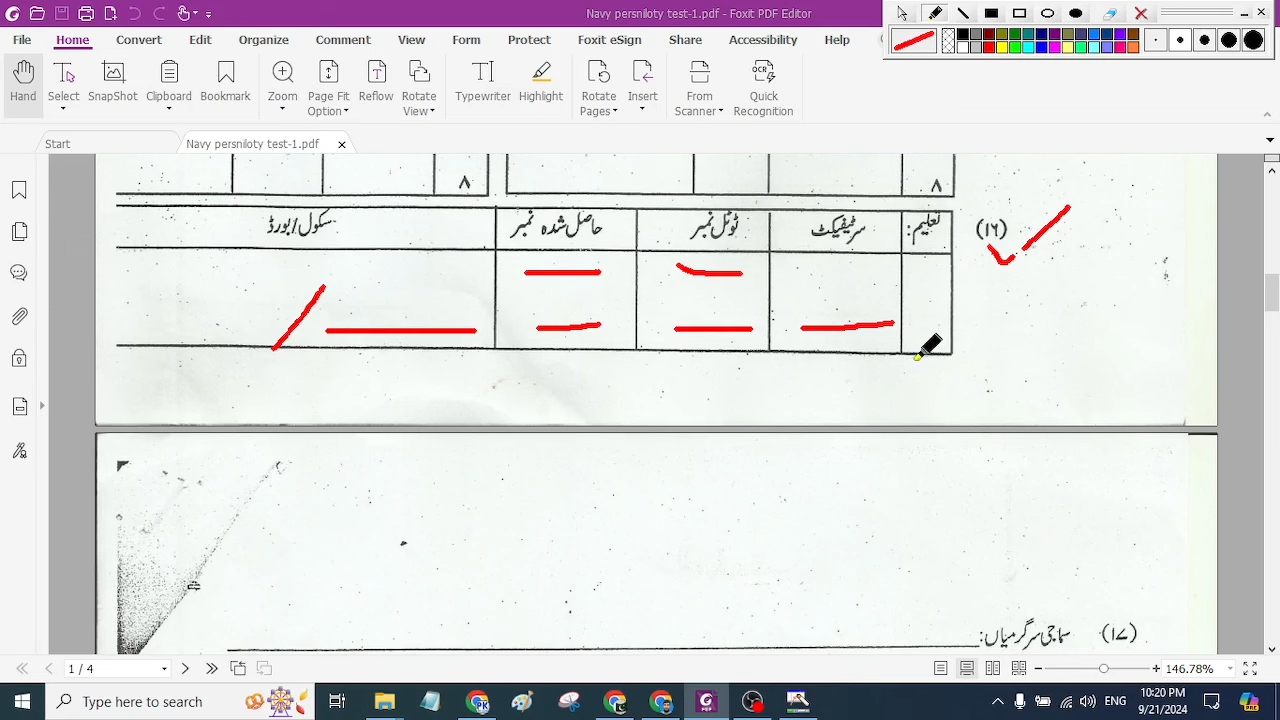 Navy persniloty test-1.pdf - Foxit PDF Editor
File Home Convert Edit Organize Comment View Form Protect Foxit eSign Share Accessibility Help
Hand Select SnapShot Clipboard Bookmark Zoom Page Fit Option Reflow Rotate View Typewriter Highlight Rotate Pages Insert From Scanner Quick Recognition
OCR
Start Navy persniloty test-1.pdf
۸ ۸
(۱۶) تعلیم: سرٹیفیکٹ ٹوٹل نمبر حاصل شدہ نمبر سکول/بورڈ
(۱۷) سماجی سرگرمیاں:
1 / 4 146.78%
Type here to search ENG 10:20 PM
9/21/2024